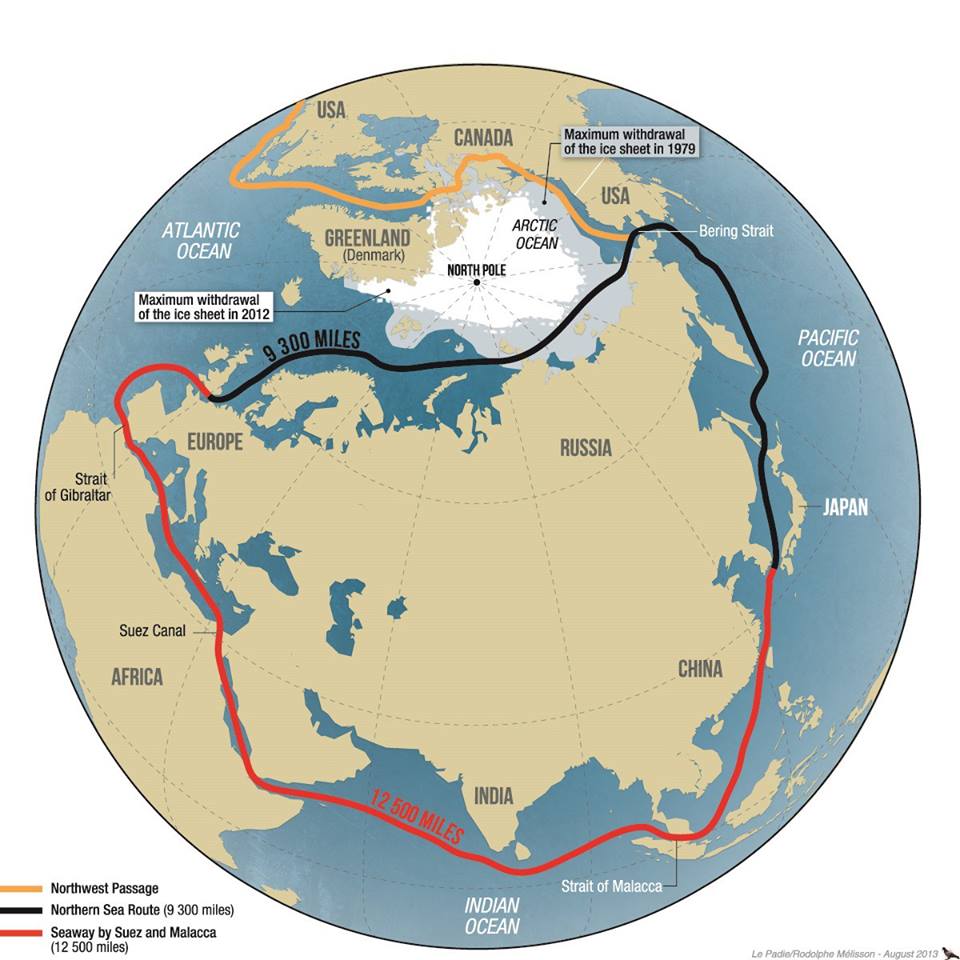 USA
CANADA
Maximum withdrawal
of the ice sheet in 1979
USA
ATLANTIC
OCEAN
GREENLAND
(Denmark)
ARCTIC
OCEAN
Bering Strait
NORTH POLE
Maximum withdrawal
of the ice sheet in 2012
9 300 MILES
PACIFIC
OCEAN
EUROPE
RUSSIA
Strait
of Gibraltar
JAPAN
Suez Canal
AFRICA
CHINA
INDIA
12 500 MILES
Strait of Malacca
INDIAN
OCEAN
Northwest Passage
Northern Sea Route (9 300 miles)
Seaway by Suez and Malacca
(12 500 miles)
Le Padie/Rodolphe Mélisson - August 2013